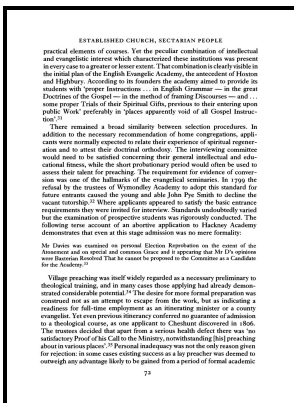 ESTABLISHED CHURCH, SECTARIAN PEOPLE
practical elements of courses. Yet the peculiar combination of intellectual
and evangelistic interest which characterized these institutions was present
in every case to a greater or lesser extent. That combination is clearly visible in
the initial plan of the English Evangelic Academy, the antecedent of Hoxton
and Highbury. According to its founders the academy aimed to provide its
students with 'proper Instructions . . . in English Grammar — in the great
Doctrines of the Gospel — in the method of framing Discourses — and . . .
some proper Trials of their Spiritual Gifts, previous to their entering upon
public Work' preferably in 'places apparently void of all Gospel Instruc-
tion'.31
There remained a broad similarity between selection procedures. In
addition to the necessary recommendation of home congregations, appli-
cants were normally expected to relate their experience of spiritual regener-
ation and to attest their doctrinal orthodoxy. The interviewing committee
would need to be satisfied concerning their general intellectual and edu-
cational fitness, while the short probationary period would often be used to
assess their talent for preaching. The requirement for evidence of conver-
sion was one of the hallmarks of the evangelical seminaries. In 1799 the
refusal by the trustees of Wymondley Academy to adopt this standard for
future entrants caused the young and able John Pye Smith to decline the
vacant tutorship.32 Where applicants appeared to satisfy the basic entrance
requirements they were invited for interview. Standards undoubtedly varied
but the examination of prospective students was rigorously conducted. The
following terse account of an abortive application to Hackney Academy
demonstrates that even at this stage admission was no mere formality:
Mr Davies was examined on personal Election Reprobation on the extent of the
Atonement and on special and common Grace and it appearing that Mr D's opinions
were Baxterian Resolved That he cannot be proposed to the Committee as a Candidate
for the Academy.33
Village preaching was itself widely regarded as a necessary preliminary to
theological training, and in many cases those applying had already demon-
strated considerable potential.34 The desire for more formal preparation was
construed not as an attempt to escape from the work, but as indicating a
readiness for full-time employment as an itinerating minister or a county
evangelist. Yet even previous itinerancy conferred no guarantee of admission
to a theological course, as one applicant to Cheshunt discovered in 1806.
The trustees decided that apart from a serious health defect there was 'no
satisfactory Proof of his Call to the Ministry, notwithstanding [his] preaching
about in various places'.35 Personal inadequacy was not the only reason given
for rejection: in some cases existing success as a lay preacher was deemed to
outweigh any advantage likely to be gained from a period of formal academic
72